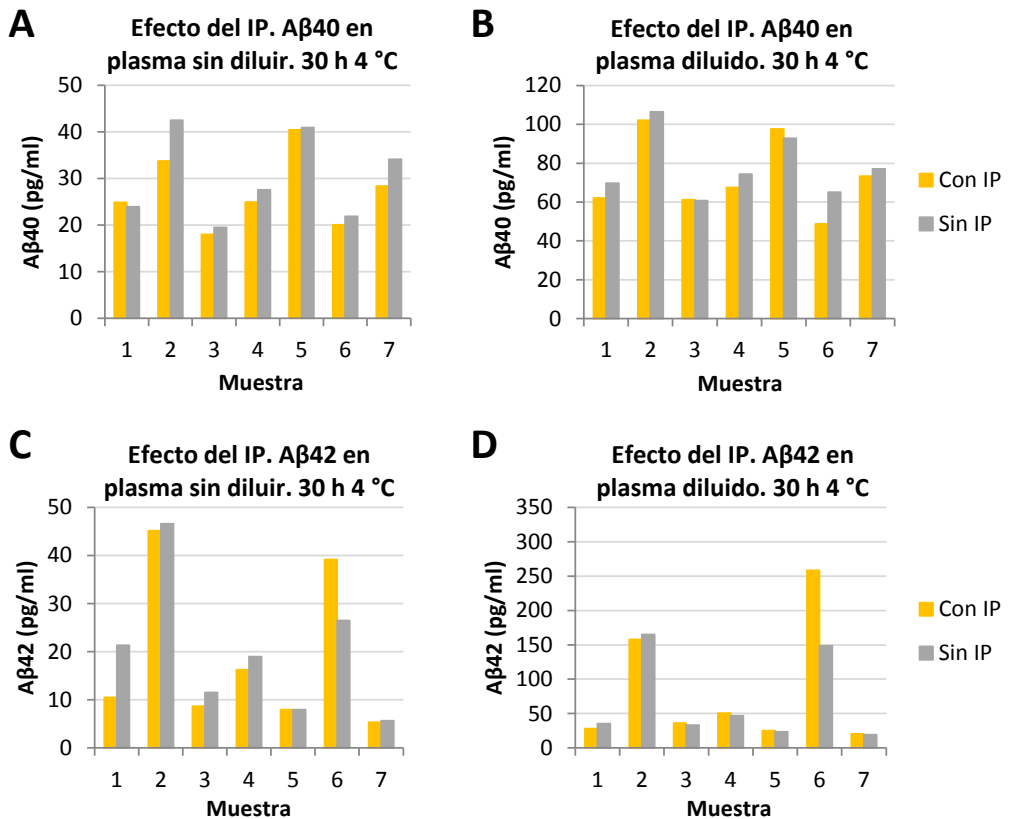 A
Efecto del IP. Aβ40 en
plasma sin diluir. 30 h 4 °C
Aβ40 (pg/ml)
50
40
30
20
10
0
1 2 3 4 5 6 7
Muestra
B
Efecto del IP. Aβ40 en
plasma diluido. 30 h 4 °C
Aβ40 (pg/ml)
120
100
80
60
40
20
0
1 2 3 4 5 6 7
Muestra
Con IP
Sin IP
C
Efecto del IP. Aβ42 en
plasma sin diluir. 30 h 4 °C
Aβ42 (pg/ml)
50
40
30
20
10
0
1 2 3 4 5 6 7
Muestra
D
Efecto del IP. Aβ42 en
plasma diluido. 30 h 4 °C
Aβ42 (pg/ml)
350
300
250
200
150
100
50
0
1 2 3 4 5 6 7
Muestra
Con IP
Sin IP